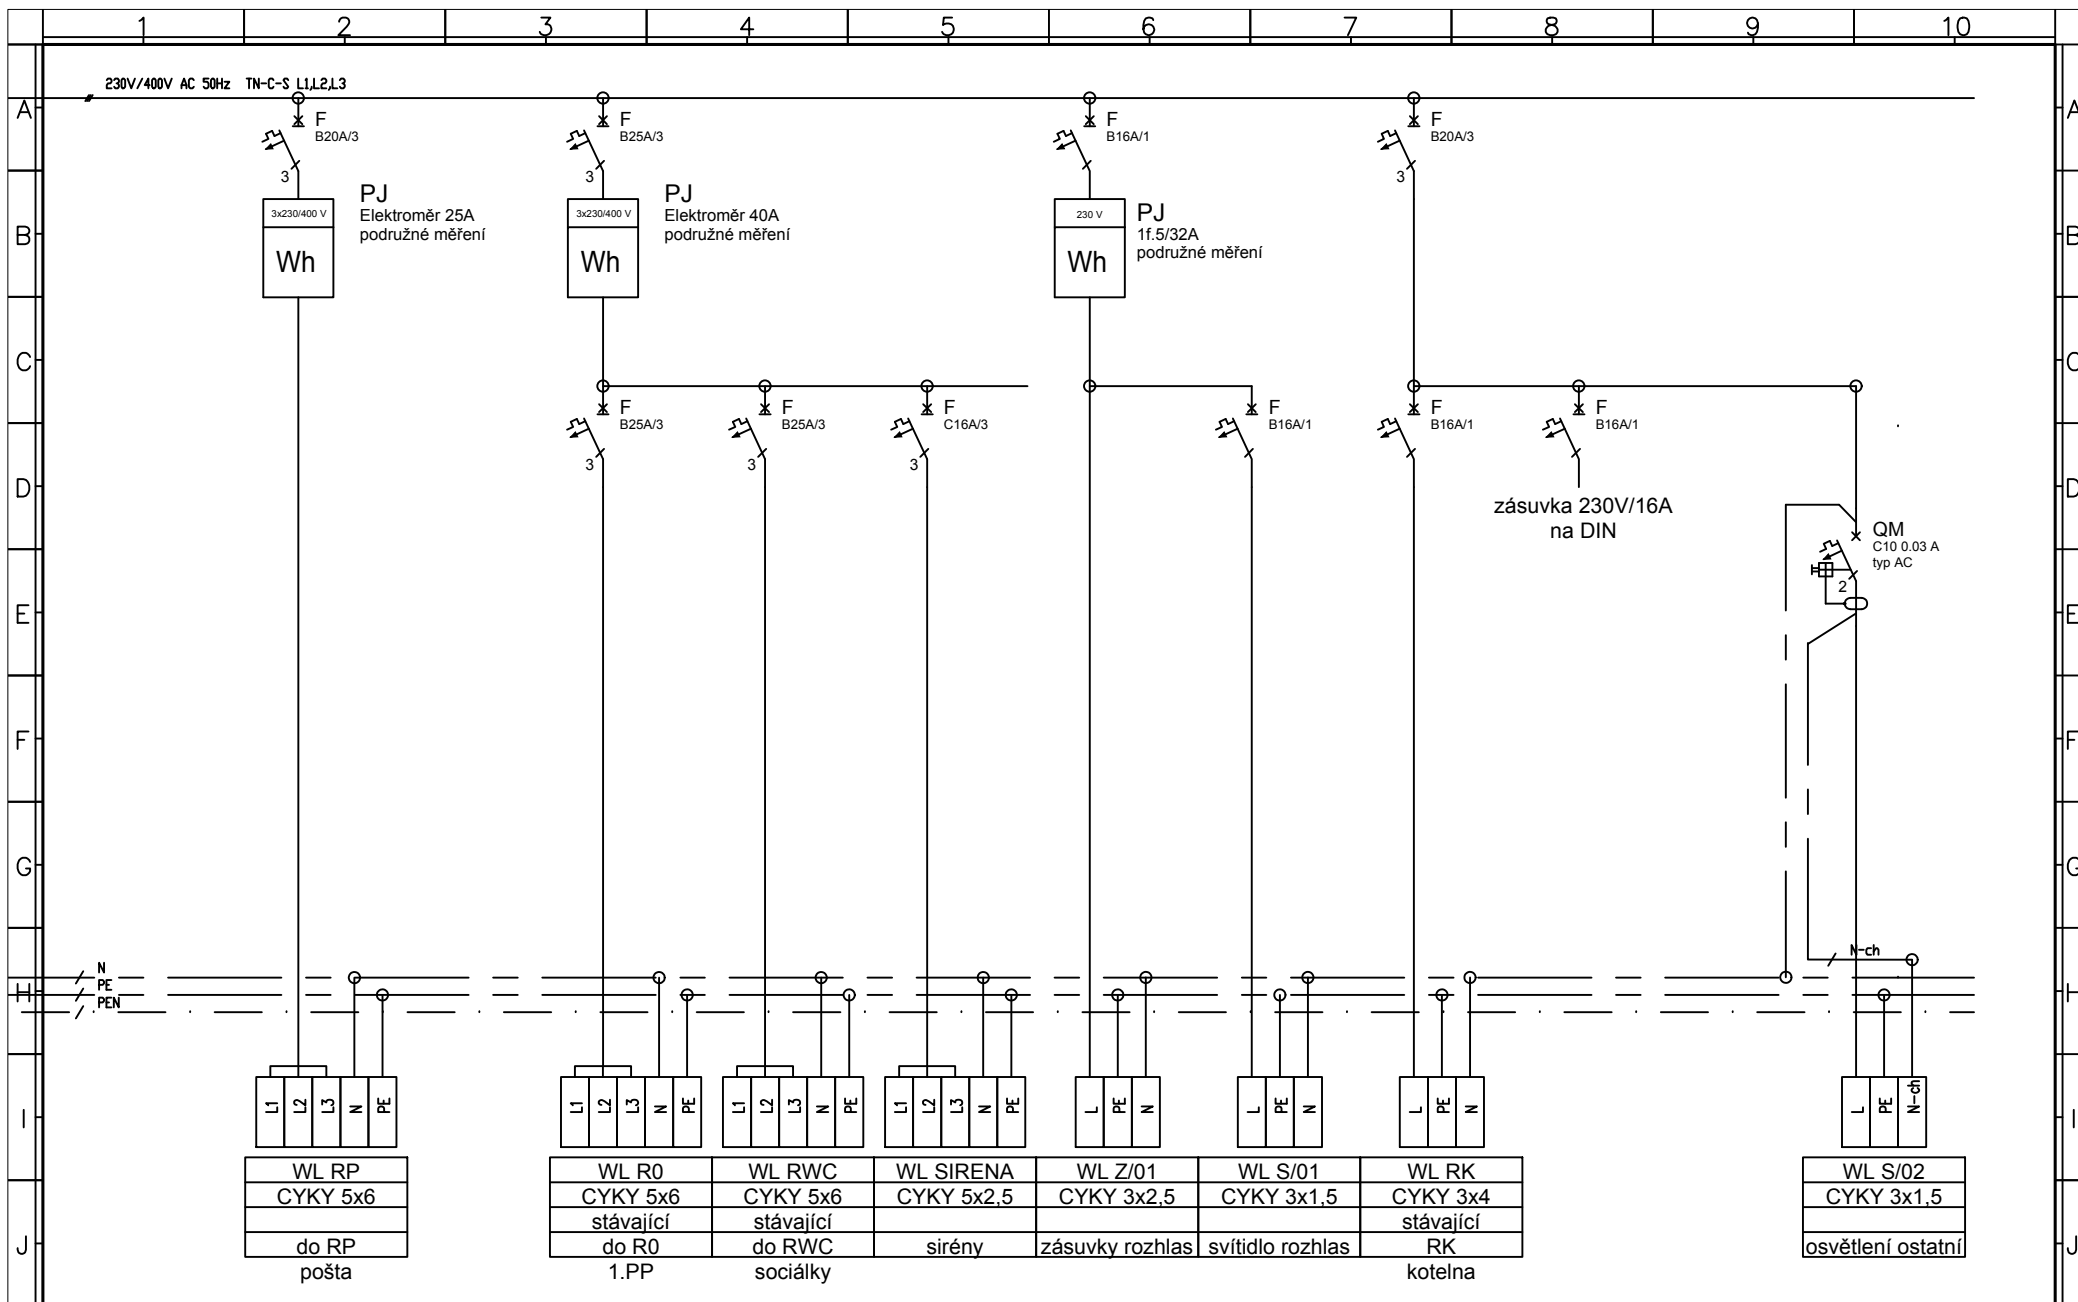 1 2 3 4 5 6 7 8 9 10
230V/400V AC 50Hz TN-C-S L1,L2,L3
A A
F F F F
B20A/3 B25A/3 B16A/1 B20A/3
3 3 3
PJ PJ PJ
3x230/400 V Elektroměr 25A 3x230/400 V Elektroměr 40A 230 V 1f.5/32A
podružné měření podružné měření podružné měření
B B
Wh Wh Wh
C C
F F F F F F
B25A/3 B25A/3 C16A/3 B16A/1 B16A/1 B16A/1
3 3 3
D D
zásuvka 230V/16A
na DIN
QM
C10 0.03 A
typ AC
2
E E
F F
G G
N-ch
N
PE
H H
PEN
L1 L2 L3 N PE L1 L2 L3 N PE L1 L2 L3 N PE L1 L2 L3 N PE L PE N L PE N L PE N L PE N-ch
I I
WL RP WL R0 WL RWC WL SIRENA WL Z/01 WL S/01 WL RK WL S/02
CYKY 5x6 CYKY 5x6 CYKY 5x6 CYKY 5x2,5 CYKY 3x2,5 CYKY 3x1,5 CYKY 3x4 CYKY 3x1,5
stávající stávající stávající
J do RP do R0 do RWC sirény zásuvky rozhlas svítidlo rozhlas RK osvětlení ostatní J
pošta 1.PP sociálky kotelna